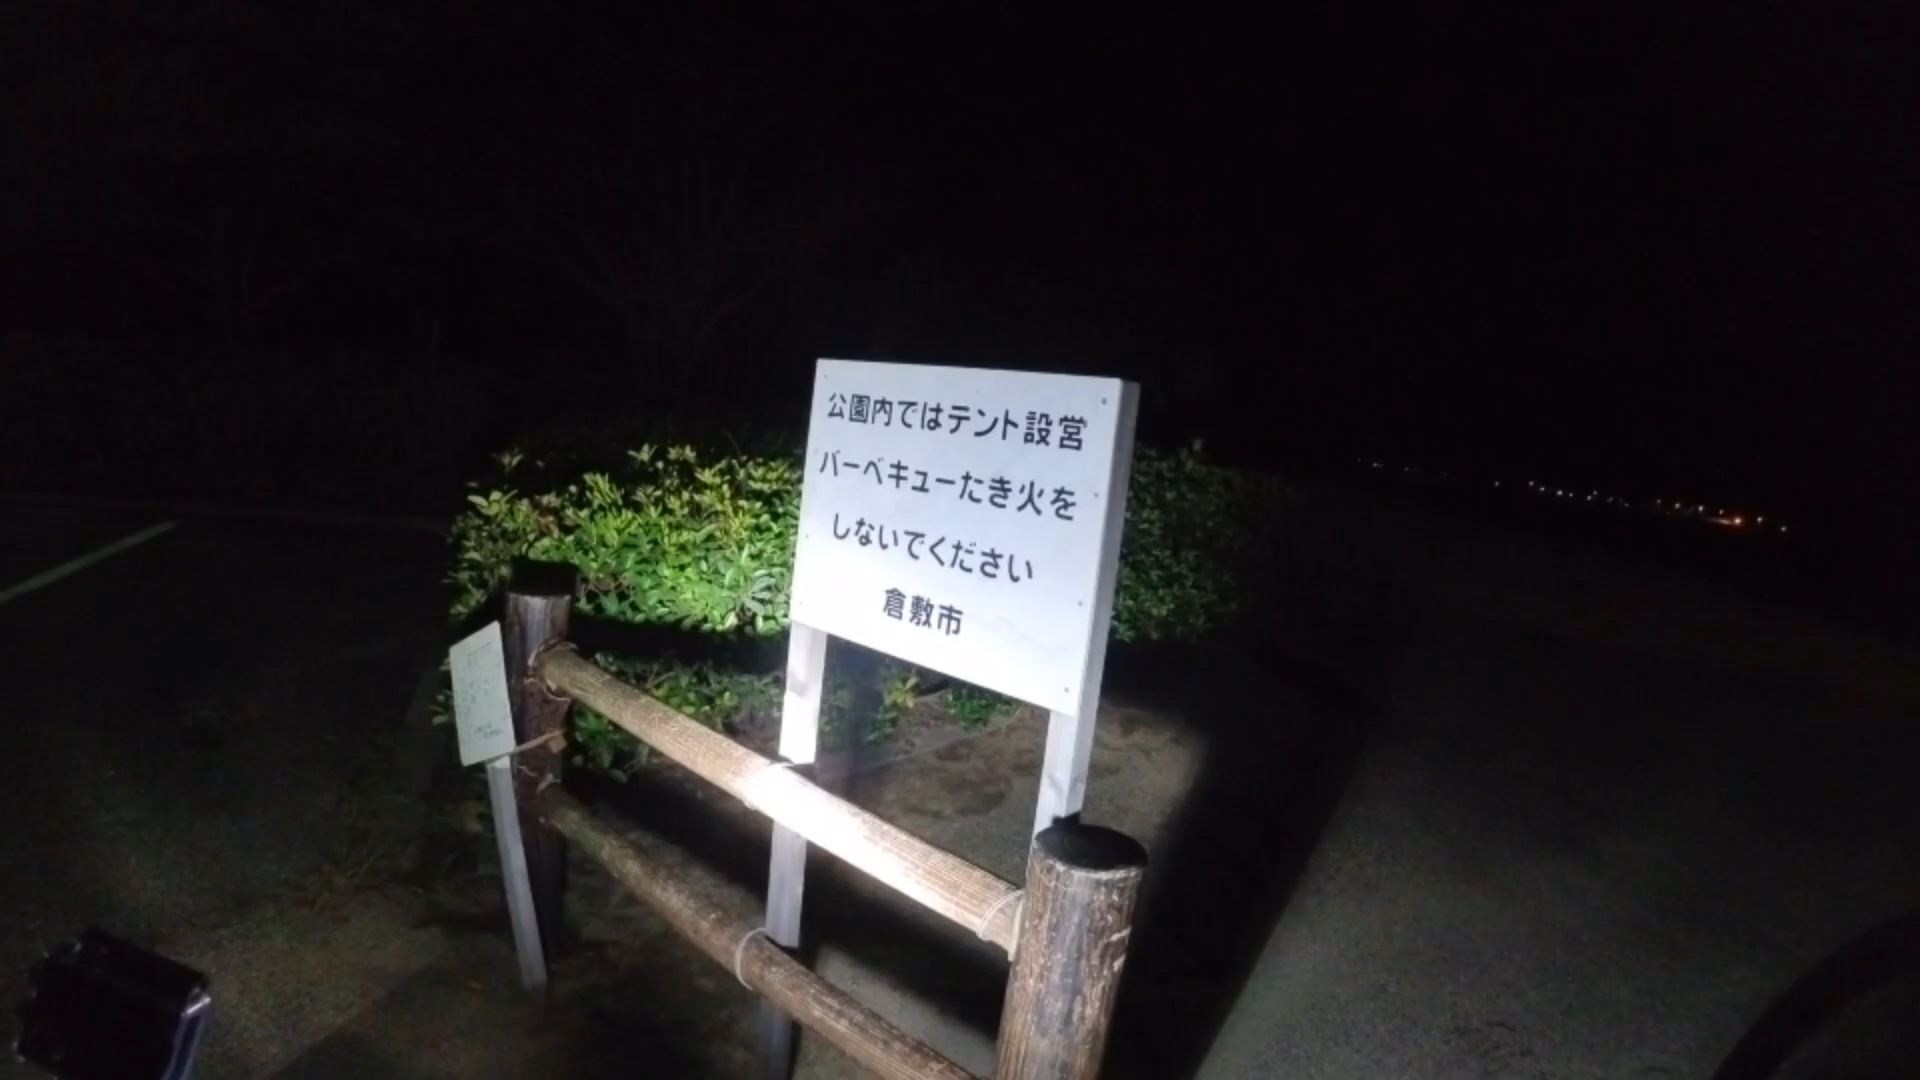 公園内ではテント設営
バーベキューたき火を
しないでください
倉敷市